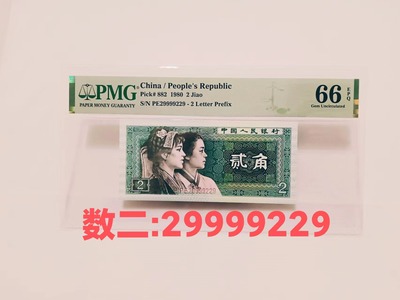 PMG
PAPER MONEY GUARANTY
China / People's Republic
Pick# 882 1980 2 Jiao
S/N PE29999229 - 2 Letter Prefix
66 EPQ
Gem Uncirculated
中国人民银行
贰角
2
2
数二:29999229